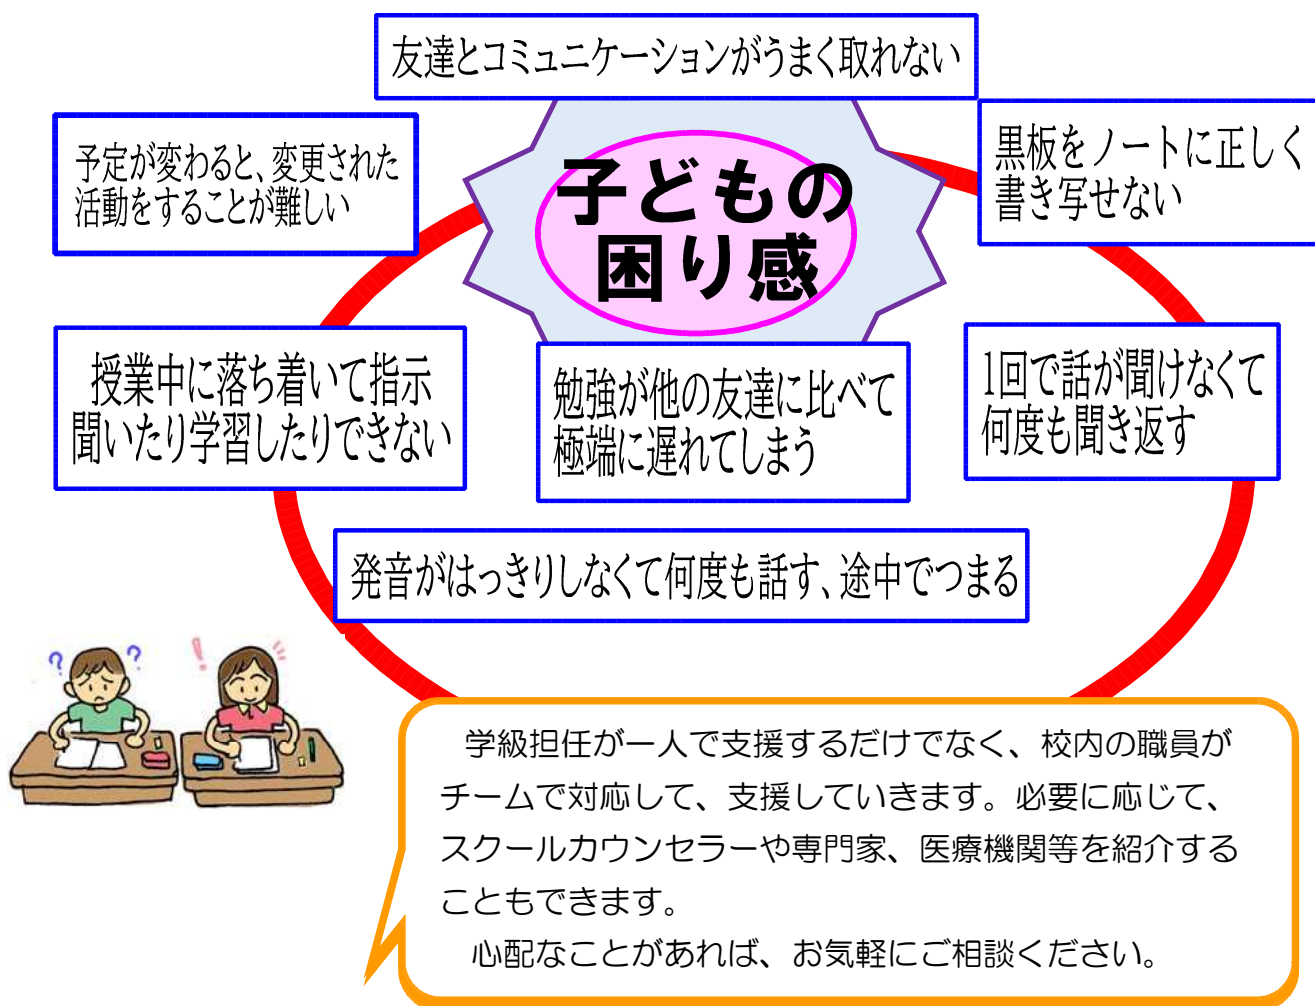 友達とコミュニケーションがうまく取れない
予定が変わると、変更された
活動をすることが難しい
子どもの
困り感
黒板をノートに正しく
書き写せない
授業中に落ち着いて指示
聞いたり学習したりできない
勉強が他の友達に比べて
極端に遅れてしまう
1回で話が聞けなくて
何度も聞き返す
発音がはっきりしなくて何度も話す、途中でつまる
? ?
!
学級担任が一人で支援するだけでなく、校内の職員が
チームで対応して、支援していきます。必要に応じて、
スクールカウンセラーや専門家、医療機関等を紹介する
こともできます。
心配なことがあれば、お気軽にご相談ください。